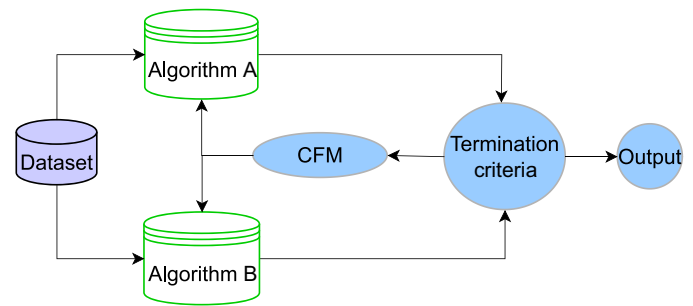 Algorithm A
Dataset
CFM
Termination
criteria
Output
Algorithm B